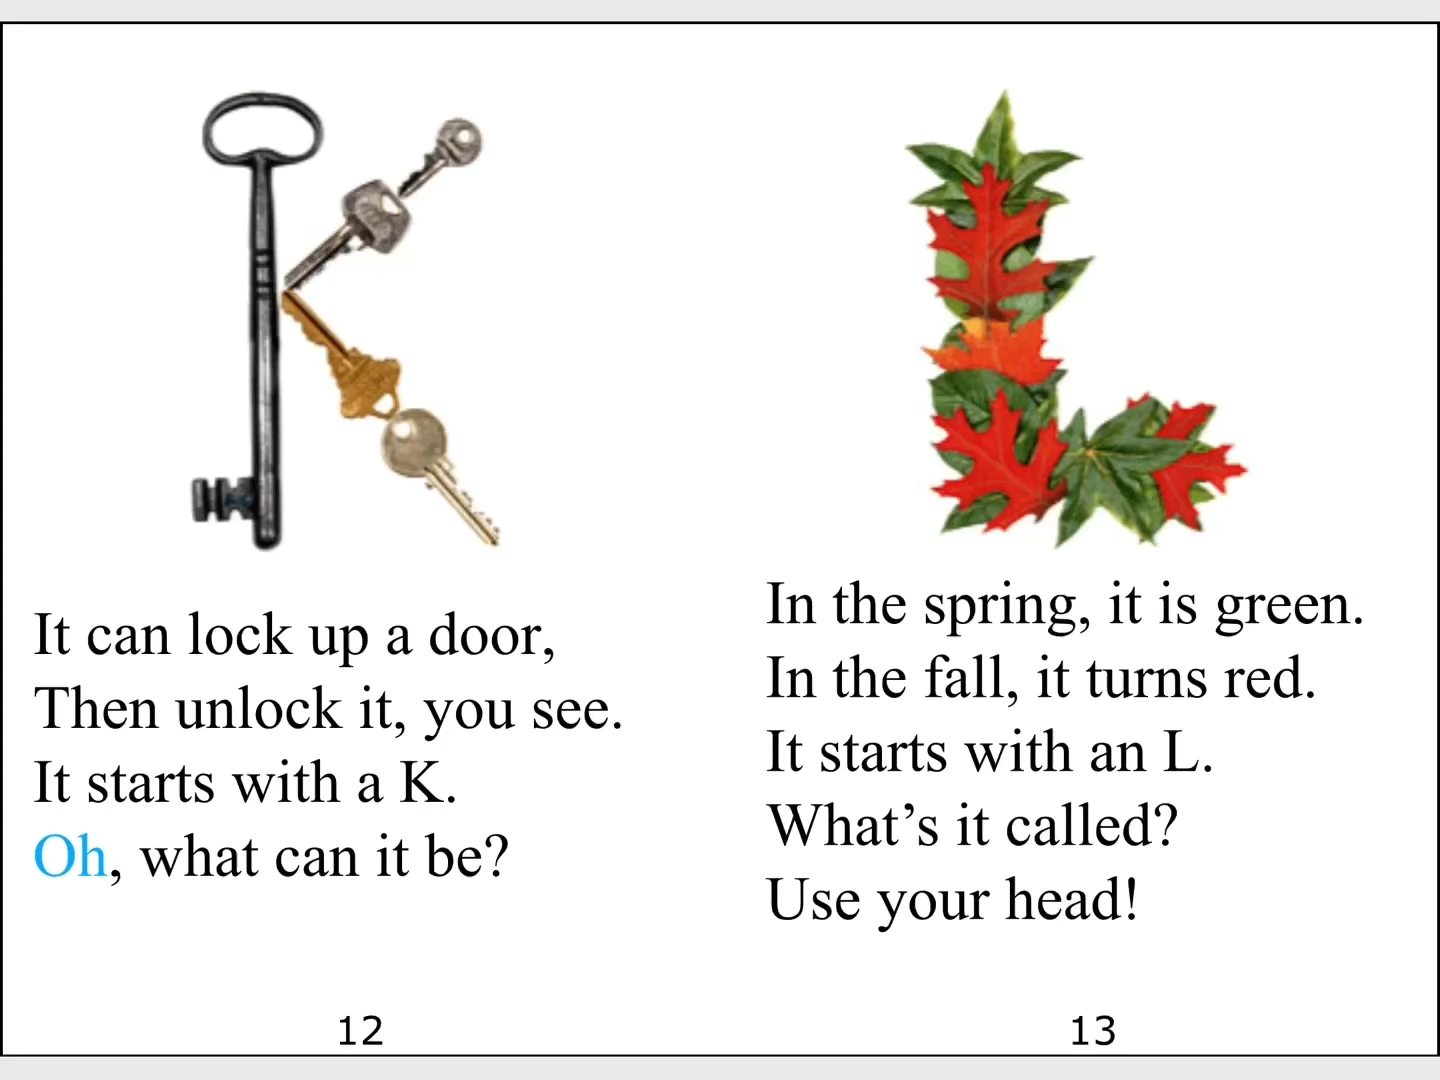 It can lock up a door,
Then unlock it, you see.
It starts with a K.
Oh, what can it be?
12
In the spring, it is green.
In the fall, it turns red.
It starts with an L.
What’s it called?
Use your head!
13